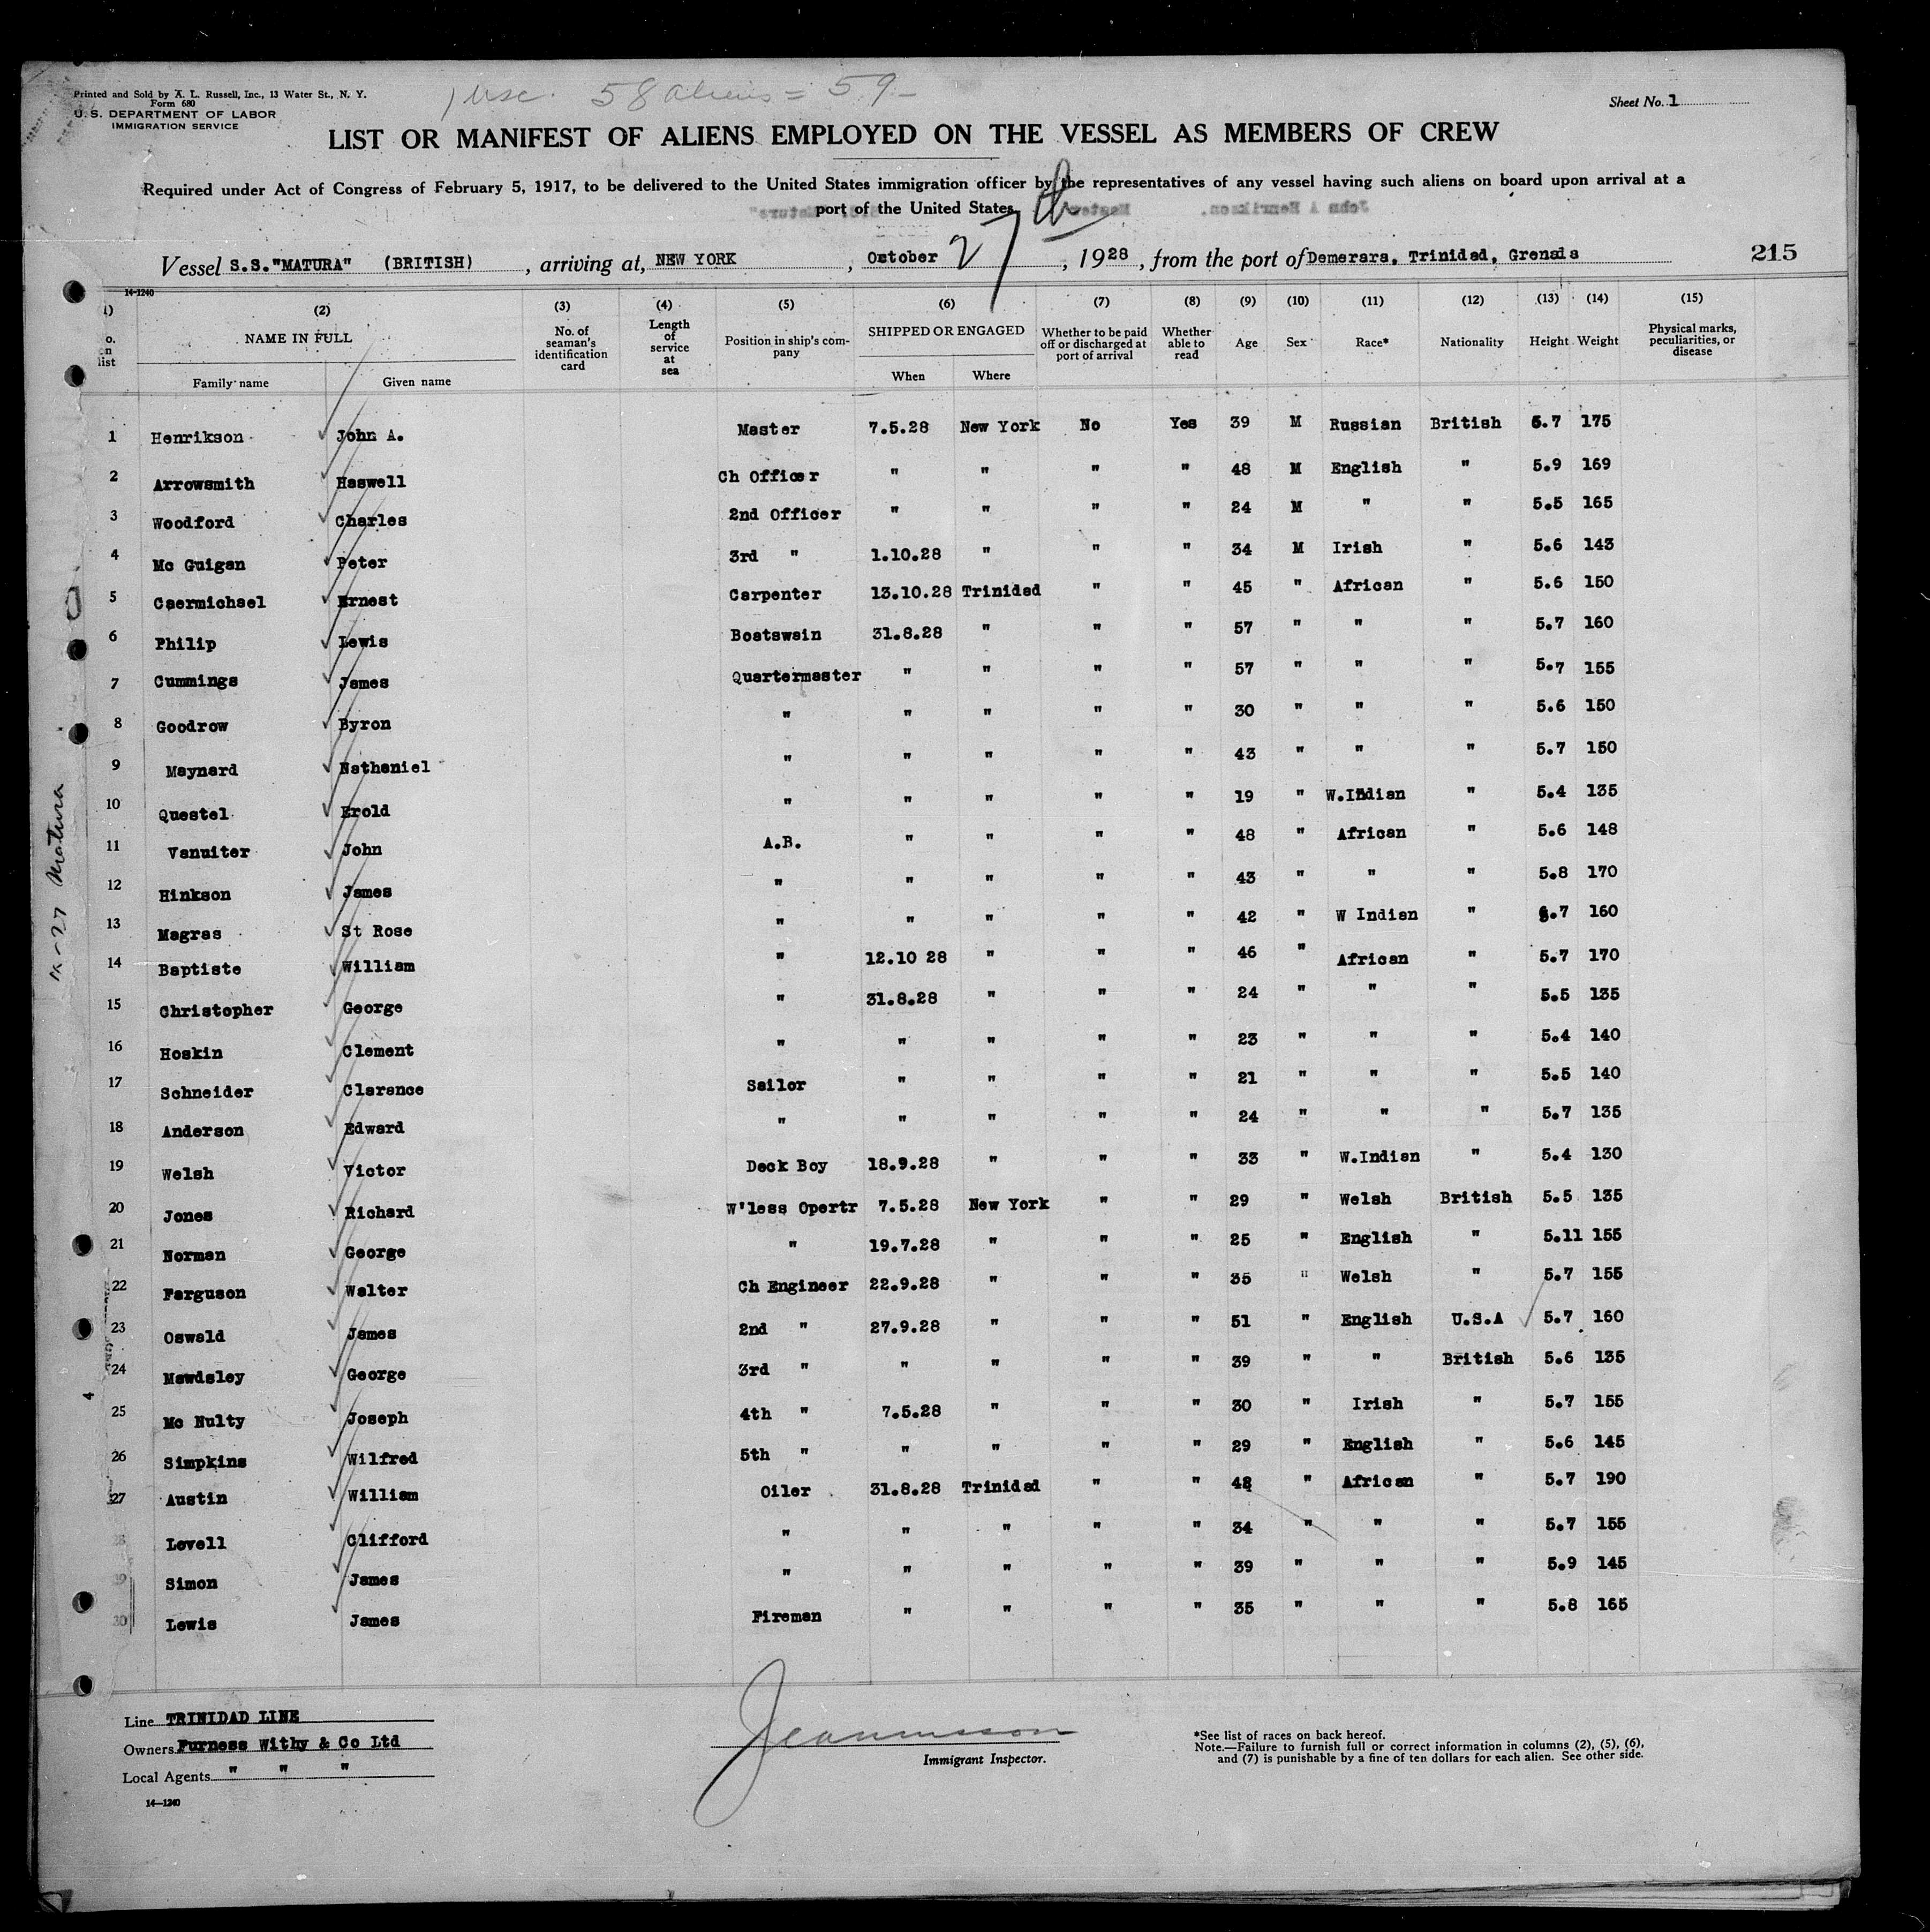 1 usc. 58 aliens = 59-
Printed and Sold by A. L. Russell, Inc., 13 Water St., N. Y.
Form 680
U. S. DEPARTMENT OF LABOR
IMMIGRATION SERVICE
Sheet No. 1
LIST OR MANIFEST OF ALIENS EMPLOYED ON THE VESSEL AS MEMBERS OF CREW
Required under Act of Congress of February 5, 1917, to be delivered to the United States immigration officer by the representatives of any vessel having such aliens on board upon arrival at a
port of the United States
Vessel S.S."MATURA" (BRITISH), arriving at, NEW YORK, October 27th, 1928, from the port of Demerara, Trinidad, Grenada 215
14-1240
(1) (2) (3) (4) (5) (6) (7) (8) (9) (10) (11) (12) (13) (14) (15)
No. on list NAME IN FULL Family name Given name No. of seaman's identification card Length of service at sea Position in ship's company SHIPPED OR ENGAGED When Where Whether to be paid off or discharged at port of arrival Whether able to read Age Sex Race* Nationality Height Weight Physical marks, peculiarities, or disease
1 Henrikson John A. Master 7.5.28 New York No Yes 39 M Russian British 5.7 175
2 Arrowsmith Haswell Ch Officer " " " " 48 M English " 5.9 169
3 Woodford Charles 2nd Officer " " " " 24 M " " 5.5 165
4 Mc Guigan Peter 3rd " 1.10.28 " " " 34 M Irish " 5.6 143
5 Caermichael Ernest Carpenter 13.10.28 Trinidad " " 45 " African " 5.6 150
6 Philip Lewis Boatswain 31.8.28 " " " 57 " " " 5.7 160
7 Cummings James Quartermaster " " " " 57 " " " 5.7 155
8 Goodrow Byron " " " " " 30 " " " 5.6 150
9 Maynard Nathaniel " " " " " 43 " " " 5.7 150
10 Questel Erold " " " " " 19 " W.Indian " 5.4 135
11 Vanuiter John A.B. " " " " 48 " African " 5.6 148
12 Hinkson James " " " " " 43 " " " 5.8 170
13 Magras St Rose " " " " " 42 " W Indian " 5.7 160
14 Baptiste William " 12.10 28 " " " 46 " African " 5.7 170
15 Christopher George " 31.8.28 " " " 24 " " " 5.5 135
16 Hoskin Clement " " " " " 23 " " " 5.4 140
17 Schneider Clarence Sailor " " " " 21 " " " 5.5 140
18 Anderson Edward " " " " " 24 " " " 5.7 135
19 Welsh Victor Deck Boy 18.9.28 " " " 33 " W.Indian " 5.4 130
20 Jones Richard W'less Opertr 7.5.28 New York " " 29 " Welsh British 5.5 135
21 Norman George " 19.7.28 " " " 25 " English " 5.11 155
22 Ferguson Walter Ch Engineer 22.9.28 " " " 35 " Welsh " 5.7 155
23 Oswald James 2nd " 27.9.28 " " " 51 " English U.S.A 5.7 160
24 Mawdsley George 3rd " " " " " 39 " " British 5.6 135
25 Mc Nulty Joseph 4th " 7.5.28 " " " 30 " Irish " 5.7 155
26 Simpkins Wilfred 5th " " " " " 29 " English " 5.6 145
27 Austin William Oiler 31.8.28 Trinidad " " 48 " African " 5.7 190
28 Lovell Clifford " " " " " 34 " " " 5.7 155
29 Simon James " " " " " 39 " " " 5.9 145
30 Lewis James Fireman " " " " 35 " " " 5.8 165
Line TRINIDAD LINE
Owners Furness Withy & Co Ltd
Local Agents " " "
14—1240
Immigrant Inspector.
*See list of races on back hereof.
Note.—Failure to furnish full or correct information in columns (2), (5), (6),
and (7) is punishable by a fine of ten dollars for each alien. See other side.
4